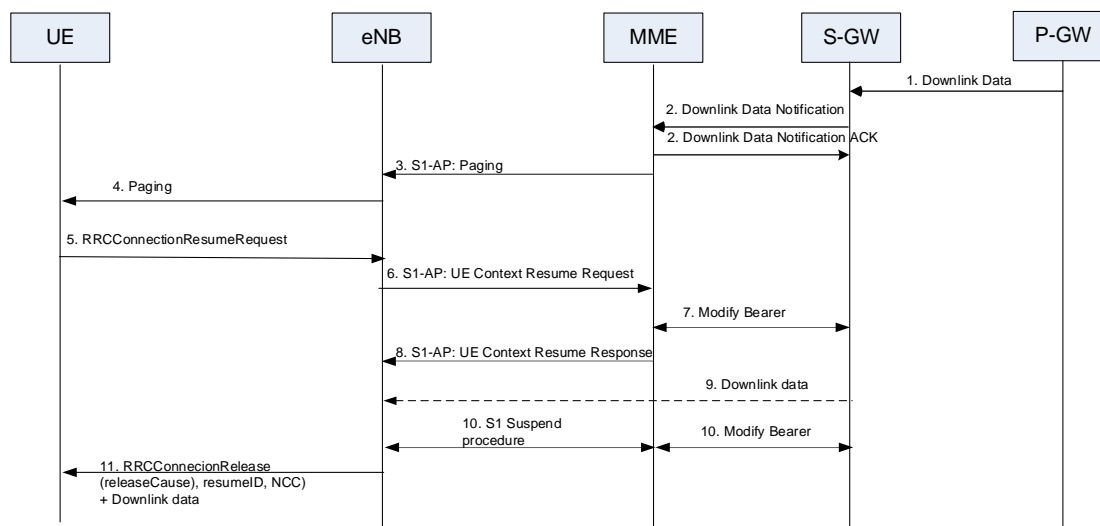 UE
eNB
MME
S-GW
P-GW
1. Downlink Data
2. Downlink Data Notification
2. Downlink Data Notification ACK
3. S1-AP: Paging
4. Paging
5. RRCConnectionResumeRequest
6. S1-AP: UE Context Resume Request
7. Modify Bearer
8. S1-AP: UE Context Resume Response
9. Downlink data
10. S1 Suspend
procedure
10. Modify Bearer
11. RRCConnecionRelease
(releaseCause), resumeID, NCC)
+ Downlink data